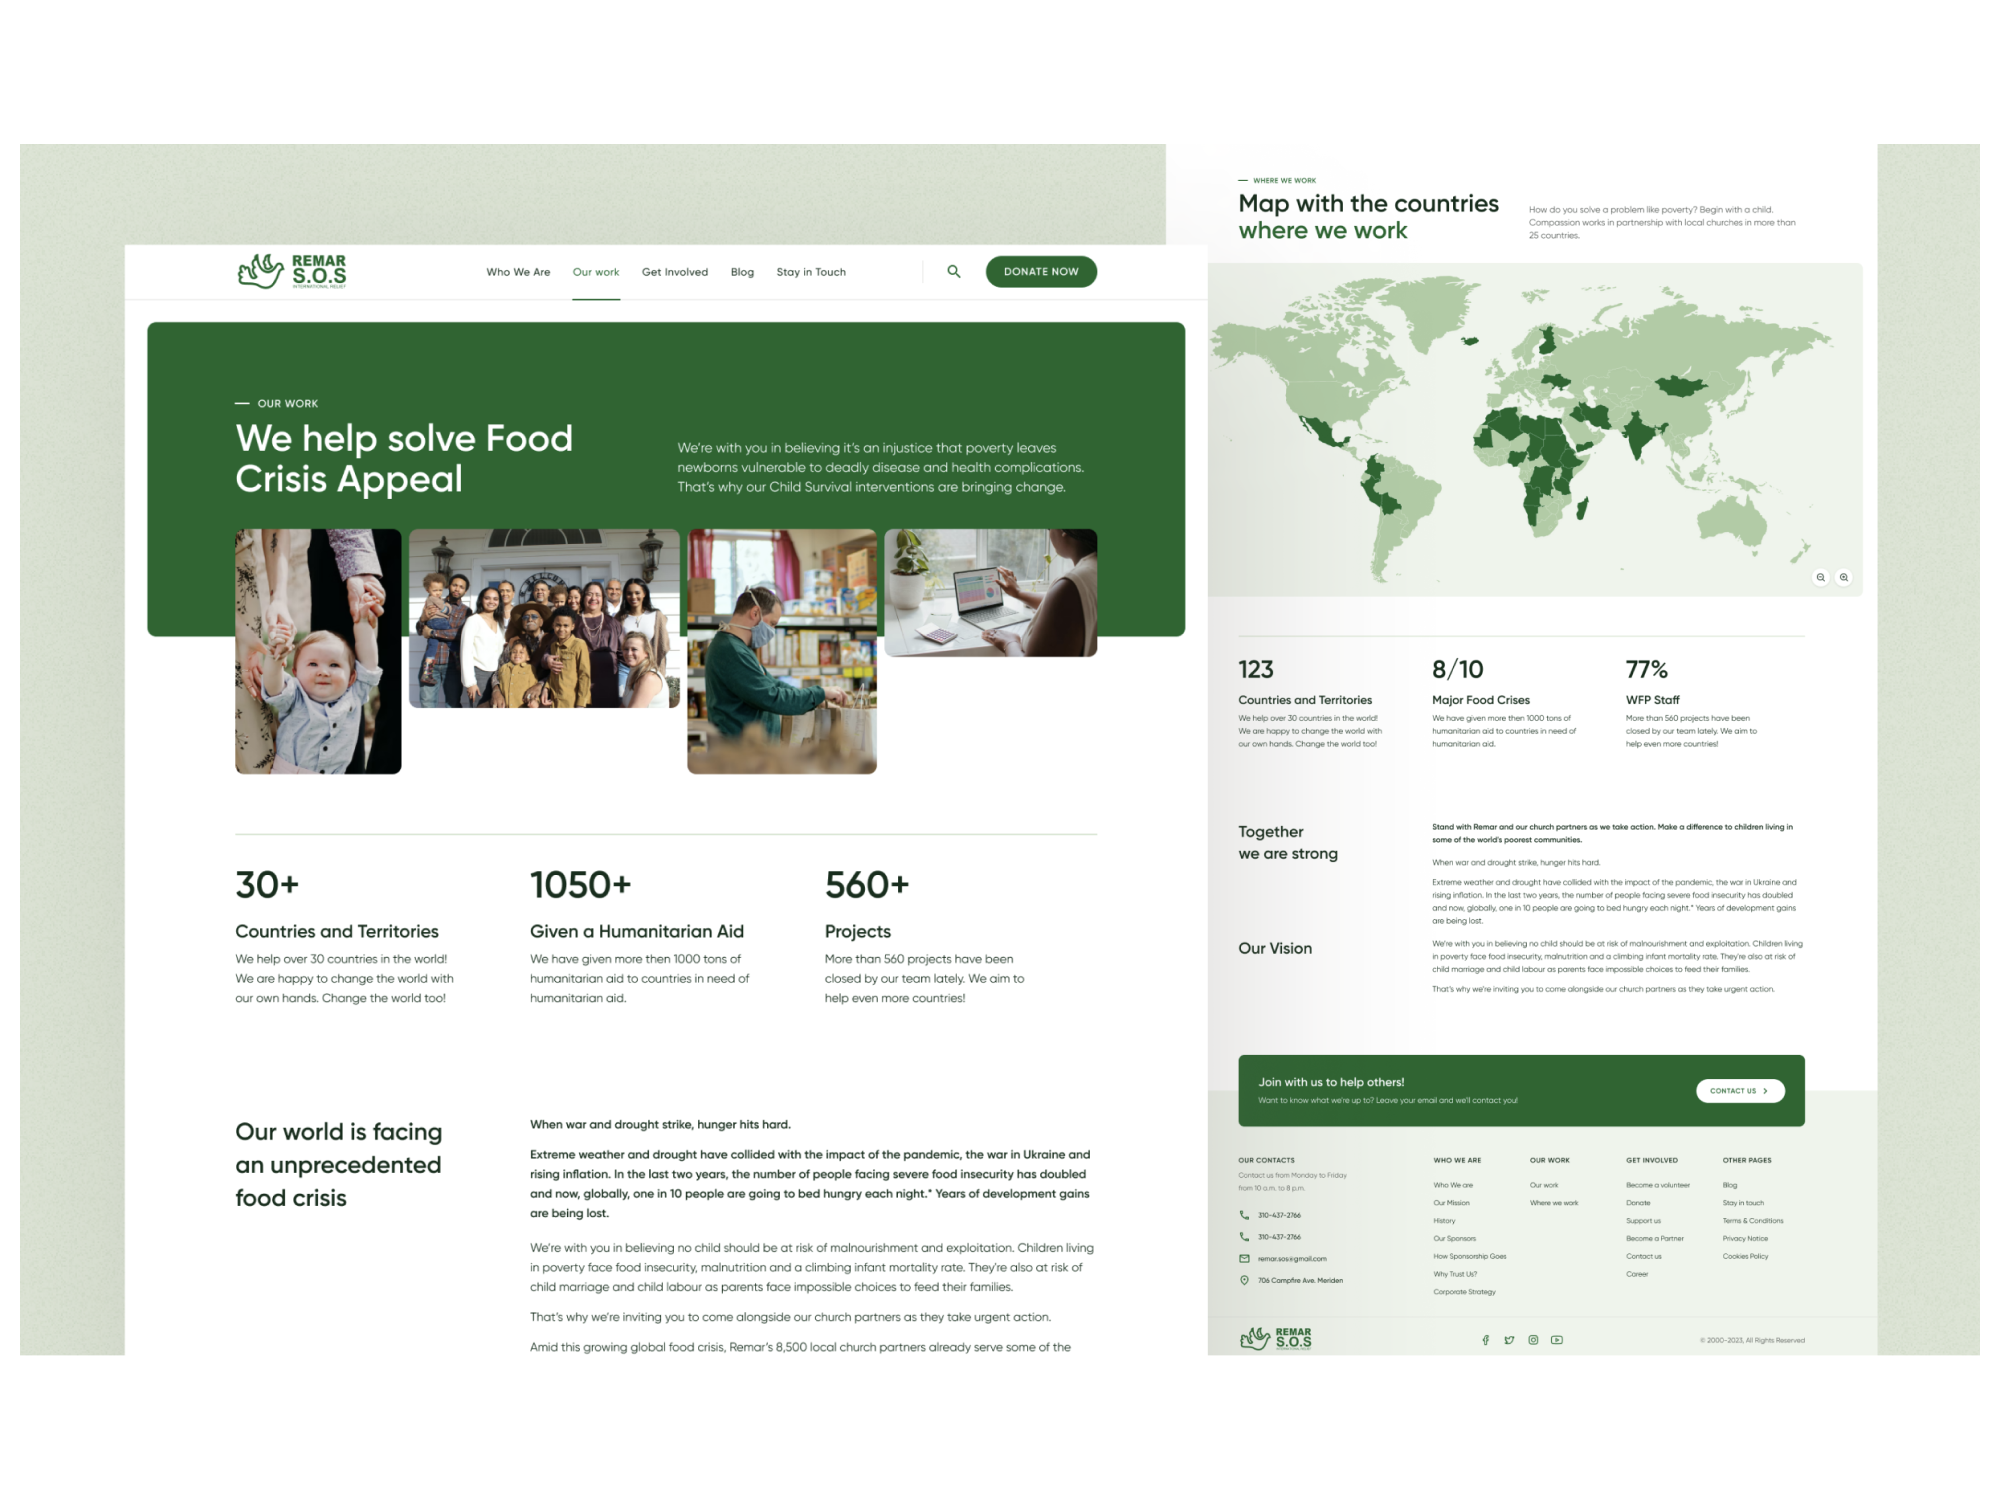 REMAR
S.O.S
INTERNATIONAL RELIEF
Who We Are
Our work
Get Involved
Blog
Stay in Touch
DONATE NOW
OUR WORK
We help solve Food
Crisis Appeal
We're with you in believing it's an injustice that poverty leaves
newborns vulnerable to deadly disease and health complications.
That's why our Child Survival interventions are bringing change.
30+
Countries and Territories
We help over 30 countries in the world!
We are happy to change the world with
our own hands. Change the world too!
1050+
Given a Humanitarian Aid
We have given more then 1000 tons of
humanitarian aid to countries in need of
humanitarian aid.
560+
Projects
More than 560 projects have been
closed by our team lately. We aim to
help even more countries!
Our world is facing
an unprecedented
food crisis
When war and drought strike, hunger hits hard.
Extreme weather and drought have collided with the impact of the pandemic, the war in Ukraine and
rising inflation. In the last two years, the number of people facing severe food insecurity has doubled
and now, globally, one in 10 people are going to bed hungry each night.* Years of development gains
are being lost.
We're with you in believing no child should be at risk of malnourishment and exploitation. Children living
in poverty face food insecurity, malnutrition and a climbing infant mortality rate. They're also at risk of
child marriage and child labour as parents face impossible choices to feed their families.
That's why we're inviting you to come alongside our church partners as they take urgent action.
Amid this growing global food crisis, Remar's 8,500 local church partners already serve some of the
WHERE WE WORK
Map with the countries
where we work
How do you solve a problem like poverty? Begin with a child.
Compassion works in partnership with local churches in more than
25 countries.
123
Countries and Territories
We help over 30 countries in the world!
We are happy to change the world with
our own hands. Change the world too!
8/10
Major Food Crises
We have given more then 1000 tons of
humanitarian aid to countries in need of
humanitarian aid.
77%
WFP Staff
More than 560 projects have been
closed by our team lately. We aim to
help even more countries!
Together
we are strong
Stand with Remar and our church partners as we take action. Make a difference to children living in
some of the world's poorest communities.
When war and drought strike, hunger hits hard.
Extreme weather and drought have collided with the impact of the pandemic, the war in Ukraine and
rising inflation. In the last two years, the number of people facing severe food insecurity has doubled
and now, globally, one in 10 people are going to bed hungry each night.* Years of development gains
are being lost.
Our Vision
We're with you in believing no child should be at risk of malnourishment and exploitation. Children living
in poverty face food insecurity, malnutrition and a climbing infant mortality rate. They're also at risk of
child marriage and child labour as parents face impossible choices to feed their families.
That's why we're inviting you to come alongside our church partners as they take urgent action.
Join with us to help others!
Want to know what we're up to? Leave your email and we'll contact you!
CONTACT US
OUR CONTACTS
Contact us from Monday to Friday
from 10 a.m. to 8 p.m.
310-437-2766
310-437-2766
remar.sos@gmail.com
706 Campfire Ave. Meriden
WHO WE ARE
Who We are
Our Mission
History
Our Sponsors
How Sponsorship Goes
Why Trust Us?
Corporate Strategy
OUR WORK
Our work
Where we work
GET INVOLVED
Become a volunteer
Donate
Support us
Become a Partner
Contact us
Career
OTHER PAGES
Blog
Stay in touch
Terms & Conditions
Privacy Notice
Cookies Policy
REMAR
S.O.S
INTERNATIONAL RELIEF
© 2000-2023, All Rights Reserved